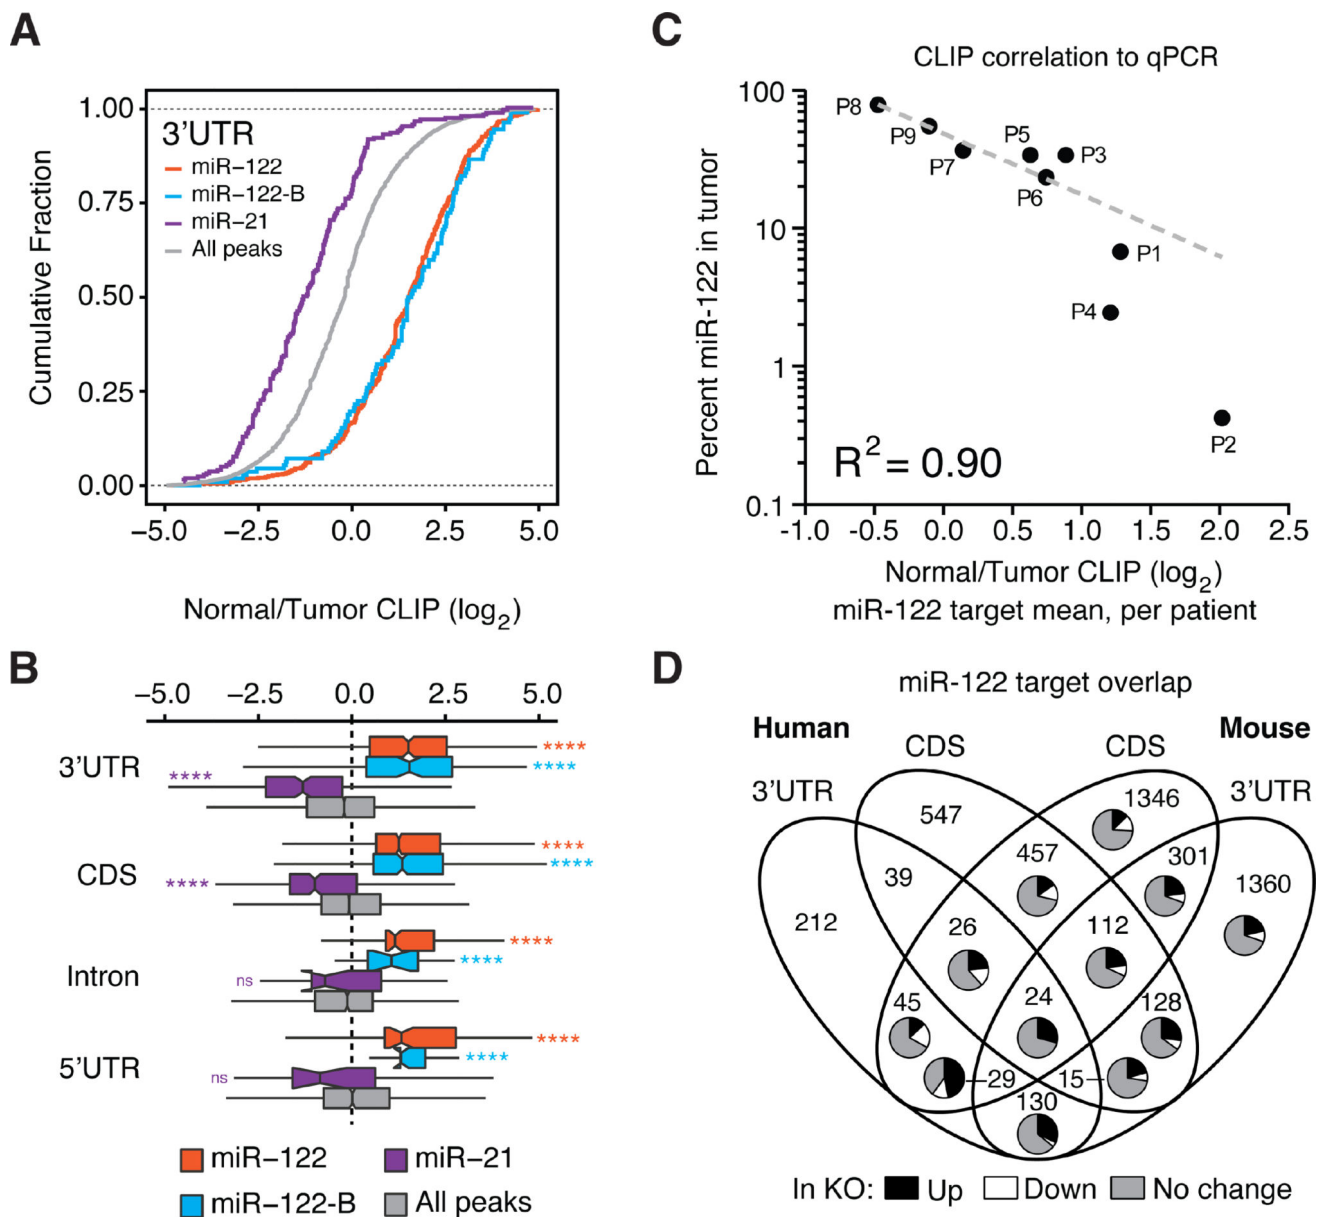 A
1.00
0.75
0.50
0.25
0.00
Cumulative Fraction
3'UTR
miR−122
miR−122-B
miR−21
All peaks
−5.0 −2.5 0.0 2.5 5.0
Normal/Tumor CLIP (log2)
C
CLIP correlation to qPCR
100
10
1
0.1
Percent miR-122 in tumor
P8
P9
P7
P5
P3
P6
P1
P4
P2
R2 = 0.90
-1.0 -0.5 0.0 0.5 1.0 1.5 2.0 2.5
Normal/Tumor CLIP (log2)
miR-122 target mean, per patient
B
−5.0 −2.5 0.0 2.5 5.0
3'UTR
****
****
****
CDS
****
****
****
Intron
****
****
ns
5'UTR
****
****
ns
miR−122
miR−21
miR−122-B
All peaks
D
miR-122 target overlap
Human
Mouse
CDS
CDS
3'UTR
3'UTR
547
1346
457
301
39
1360
212
26
112
45
24
128
29
15
130
In KO: Up Down No change